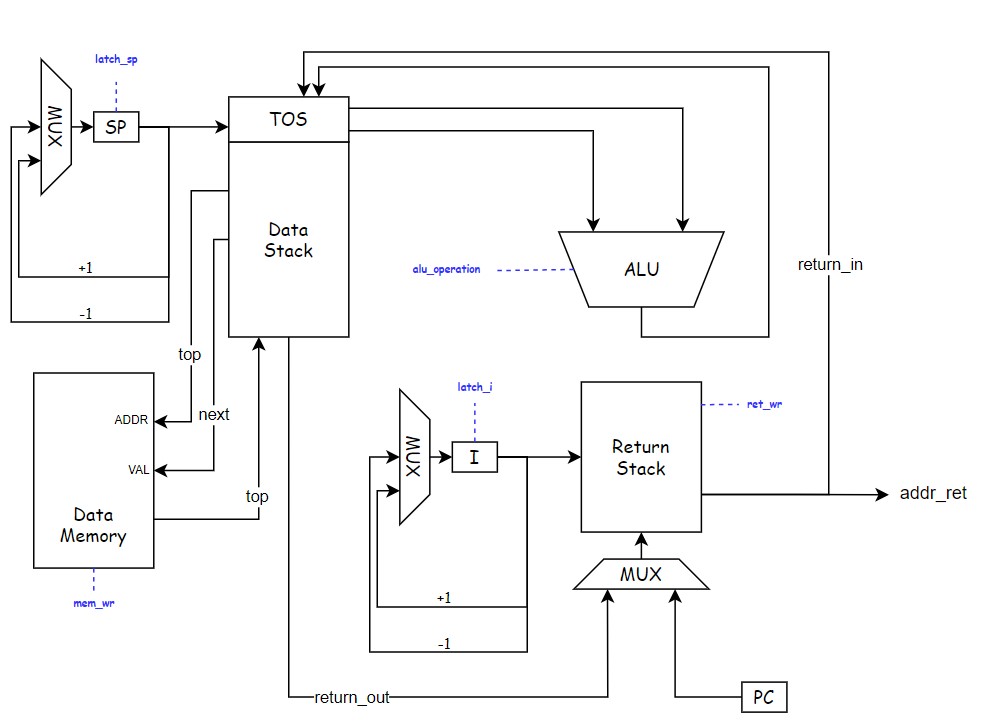 latch_sp
MUX
SP
TOS
Data
Stack
ALU
alu_operation
return_in
+1
-1
top
next
ADDR
VAL
top
Data
Memory
mem_wr
latch_i
MUX
I
Return
Stack
ret_wr
addr_ret
MUX
+1
-1
return_out
PC